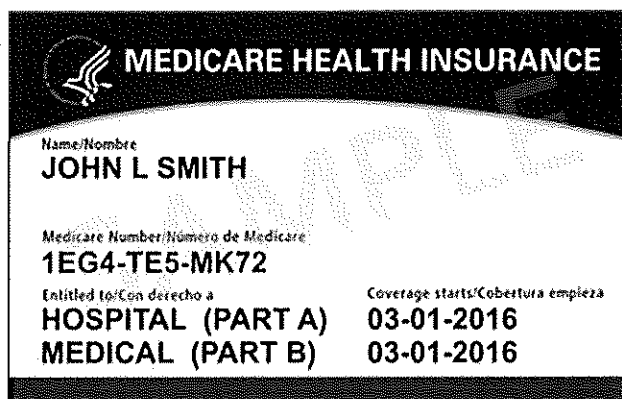 MEDICARE HEALTH INSURANCE
SAMPLE
Name/Nombre
JOHN L SMITH
Medicare Number/Número de Medicare
1EG4-TE5-MK72
Entitled to/Con derecho a
Coverage starts/Cobertura empieza
HOSPITAL (PART A) 03-01-2016
MEDICAL (PART B) 03-01-2016